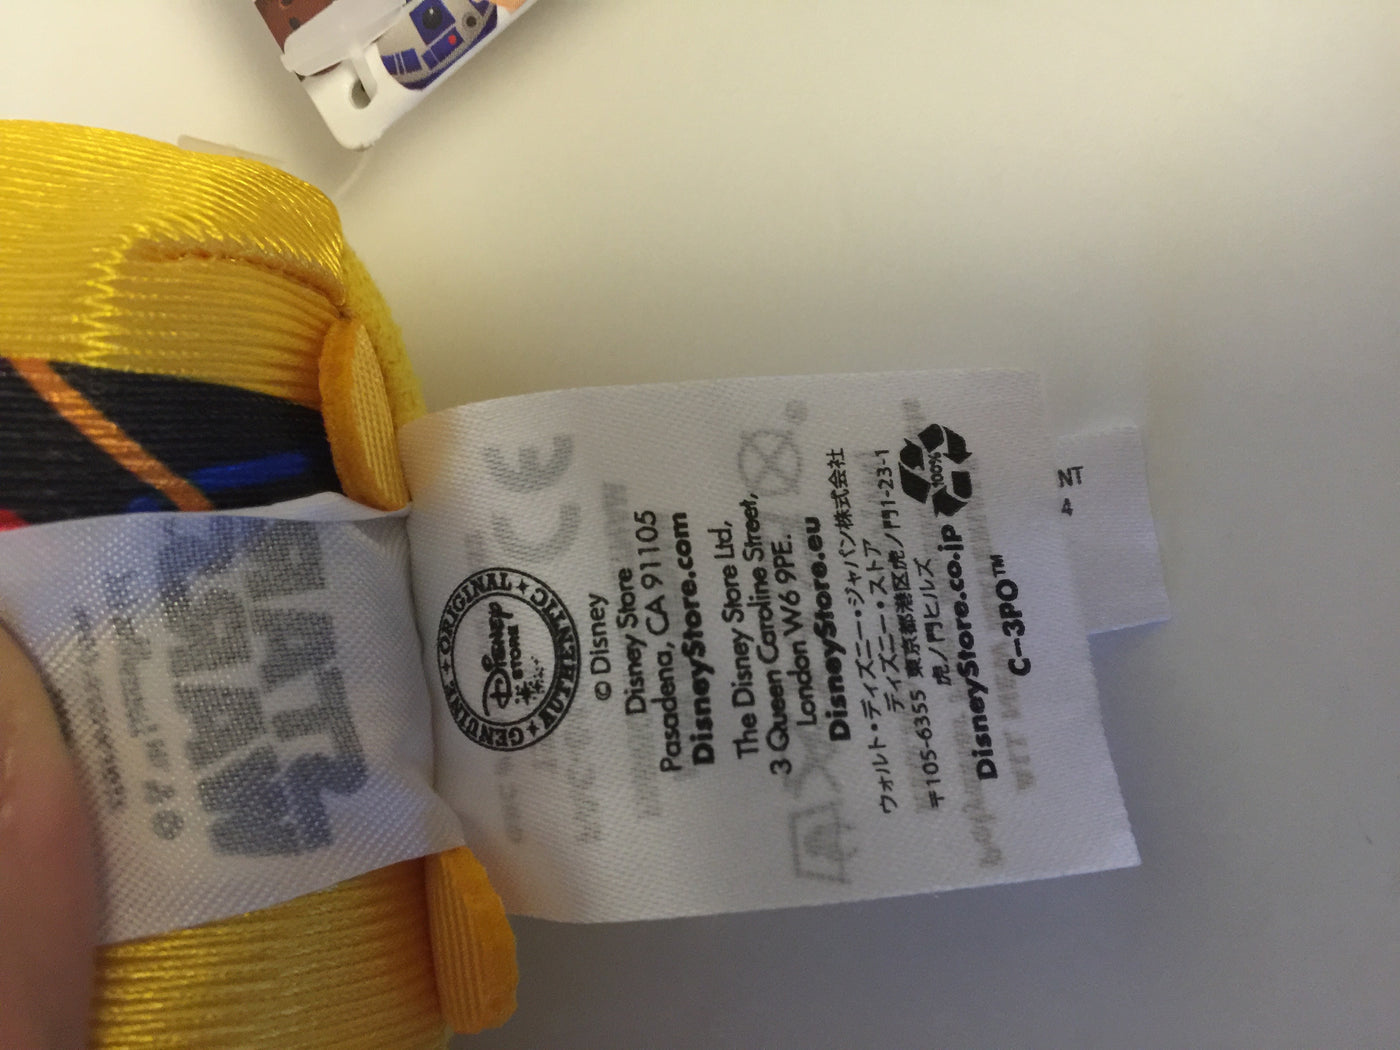 GENUINE ORIGINAL AUTHENTIC
DISNEY
STORE
© Disney
Disney Store
Pasadena, CA 91105
DisneyStore.com
The Disney Store Ltd,
3 Queen Caroline Street,
London W6 9PE.
DisneyStore.eu
ウォルト・ディズニー・ジャパン株式会社
ディズニー・ストア
〒105-6355 東京都港区虎ノ門1-23-1
虎ノ門ヒルズ
DisneyStore.co.jp
100%
C-3PO™